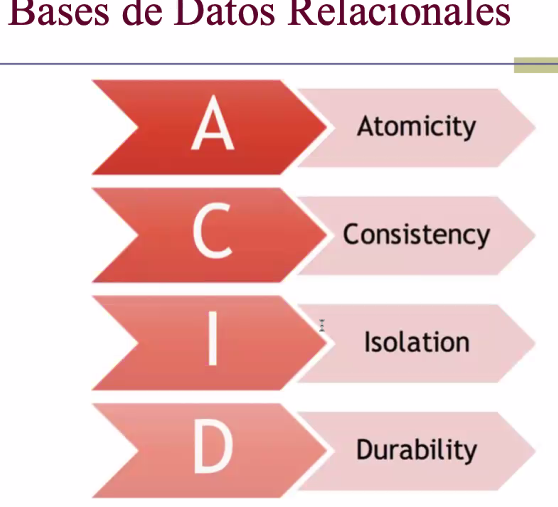 Bases de Datos Relacionales
A Atomicity
C Consistency
I Isolation
D Durability